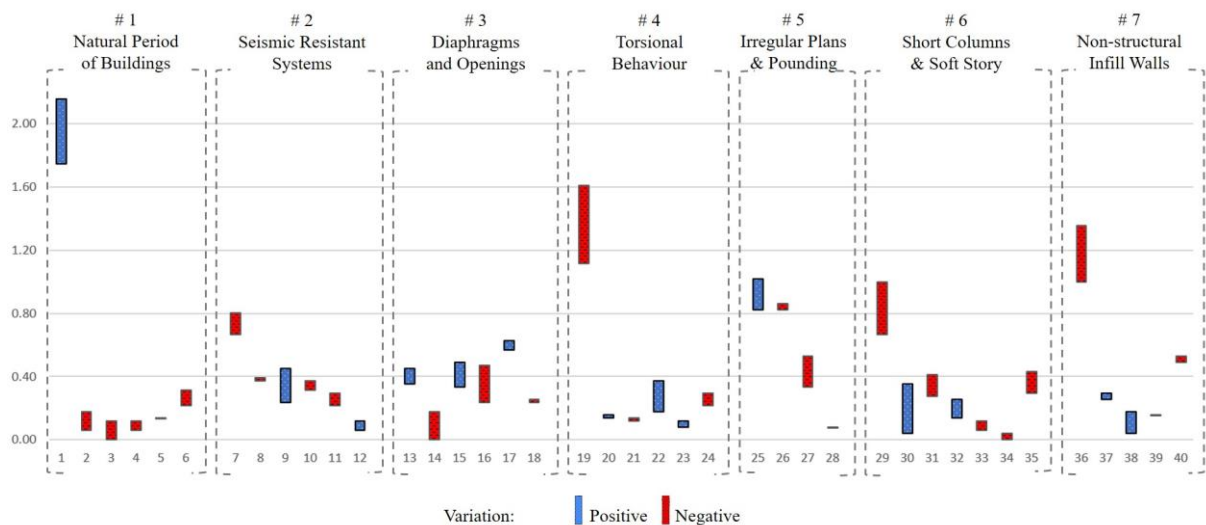 # 1
Natural Period
of Buildings
# 2
Seismic Resistant
Systems
# 3
Diaphragms
and Openings
# 4
Torsional
Behaviour
# 5
Irregular Plans
& Pounding
# 6
Short Columns
& Soft Story
# 7
Non-structural
Infill Walls
2.00
1.60
1.20
0.80
0.40
0.00
1 2 3 4 5 6 7 8 9 10 11 12 13 14 15 16 17 18 19 20 21 22 23 24 25 26 27 28 29 30 31 32 33 34 35 36 37 38 39 40
Variation: Positive Negative